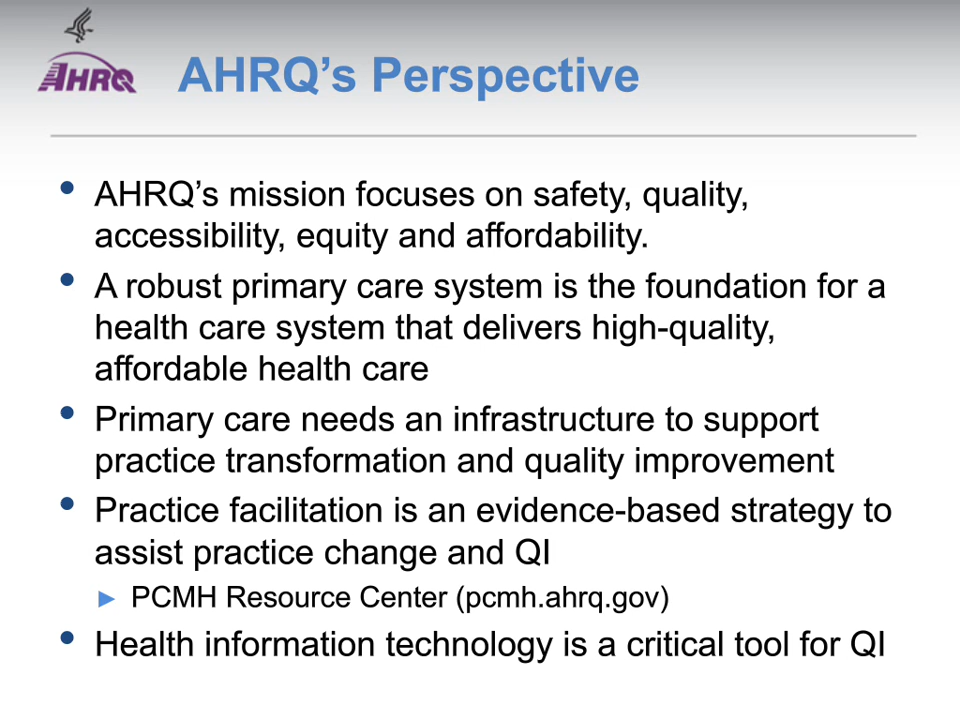 AHRQ
AHRQ’s Perspective
• AHRQ’s mission focuses on safety, quality,
accessibility, equity and affordability.
• A robust primary care system is the foundation for a
health care system that delivers high-quality,
affordable health care
• Primary care needs an infrastructure to support
practice transformation and quality improvement
• Practice facilitation is an evidence-based strategy to
assist practice change and QI
► PCMH Resource Center (pcmh.ahrq.gov)
• Health information technology is a critical tool for QI